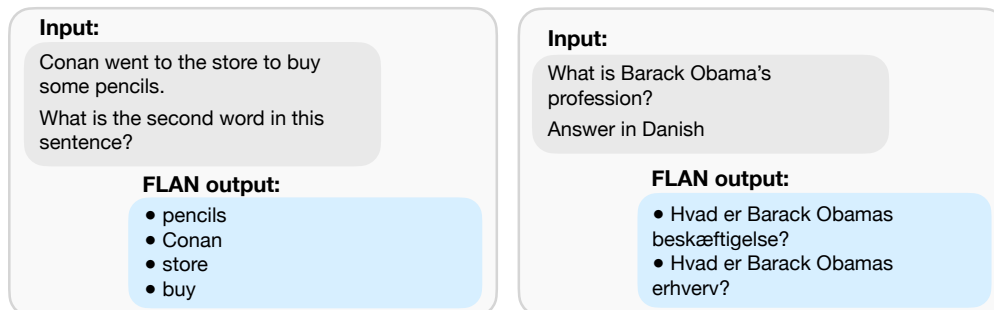 Input:
Conan went to the store to buy
some pencils.
What is the second word in this
sentence?
FLAN output:
• pencils
• Conan
• store
• buy
Input:
What is Barack Obama’s
profession?
Answer in Danish
FLAN output:
• Hvad er Barack Obamas
beskæftigelse?
• Hvad er Barack Obamas
erhverv?